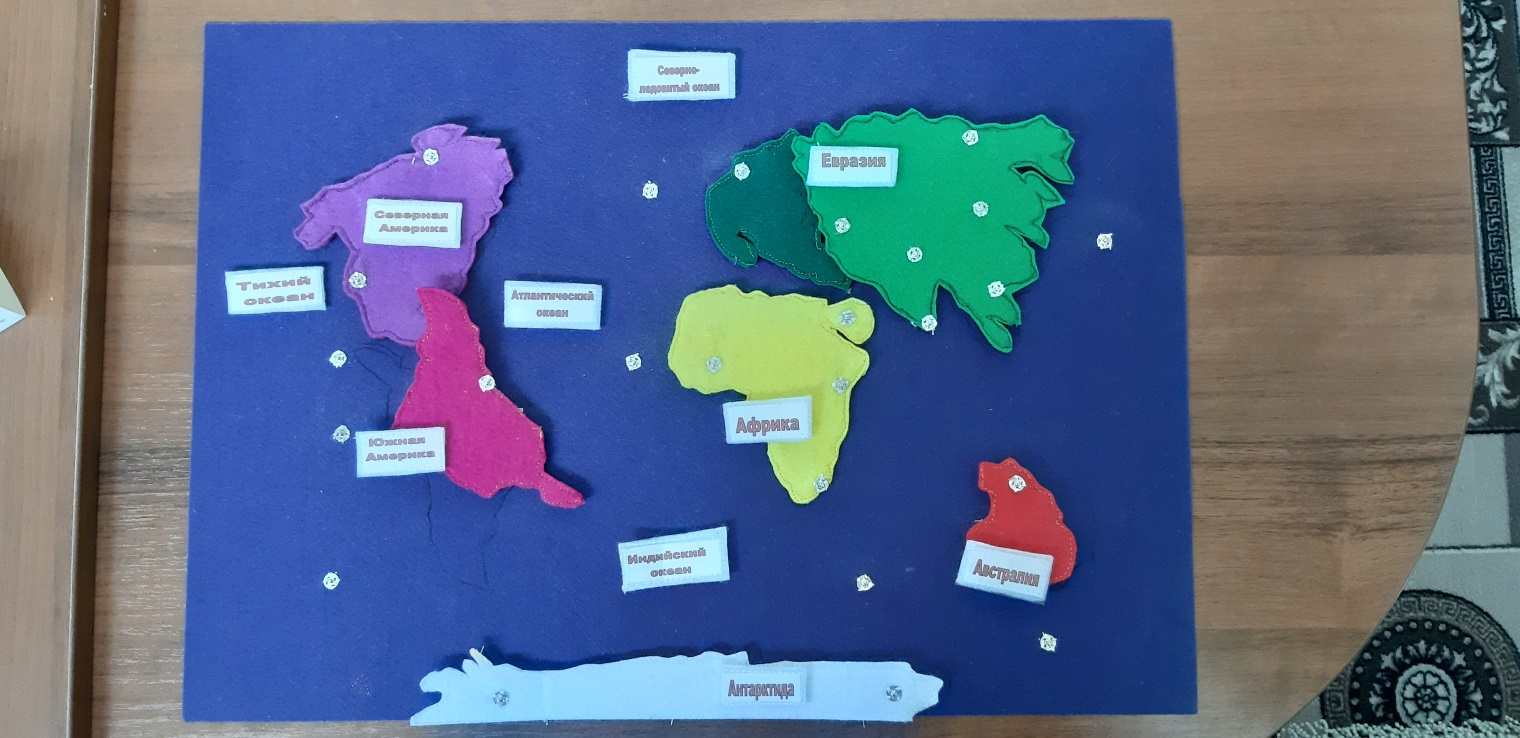 Северно-
ледовитый океан
Евразия
Северная
Америка
Тихий
океан
Атлантический
океан
Африка
Южная
Америка
Индийский
океан
Австралия
Антарктида